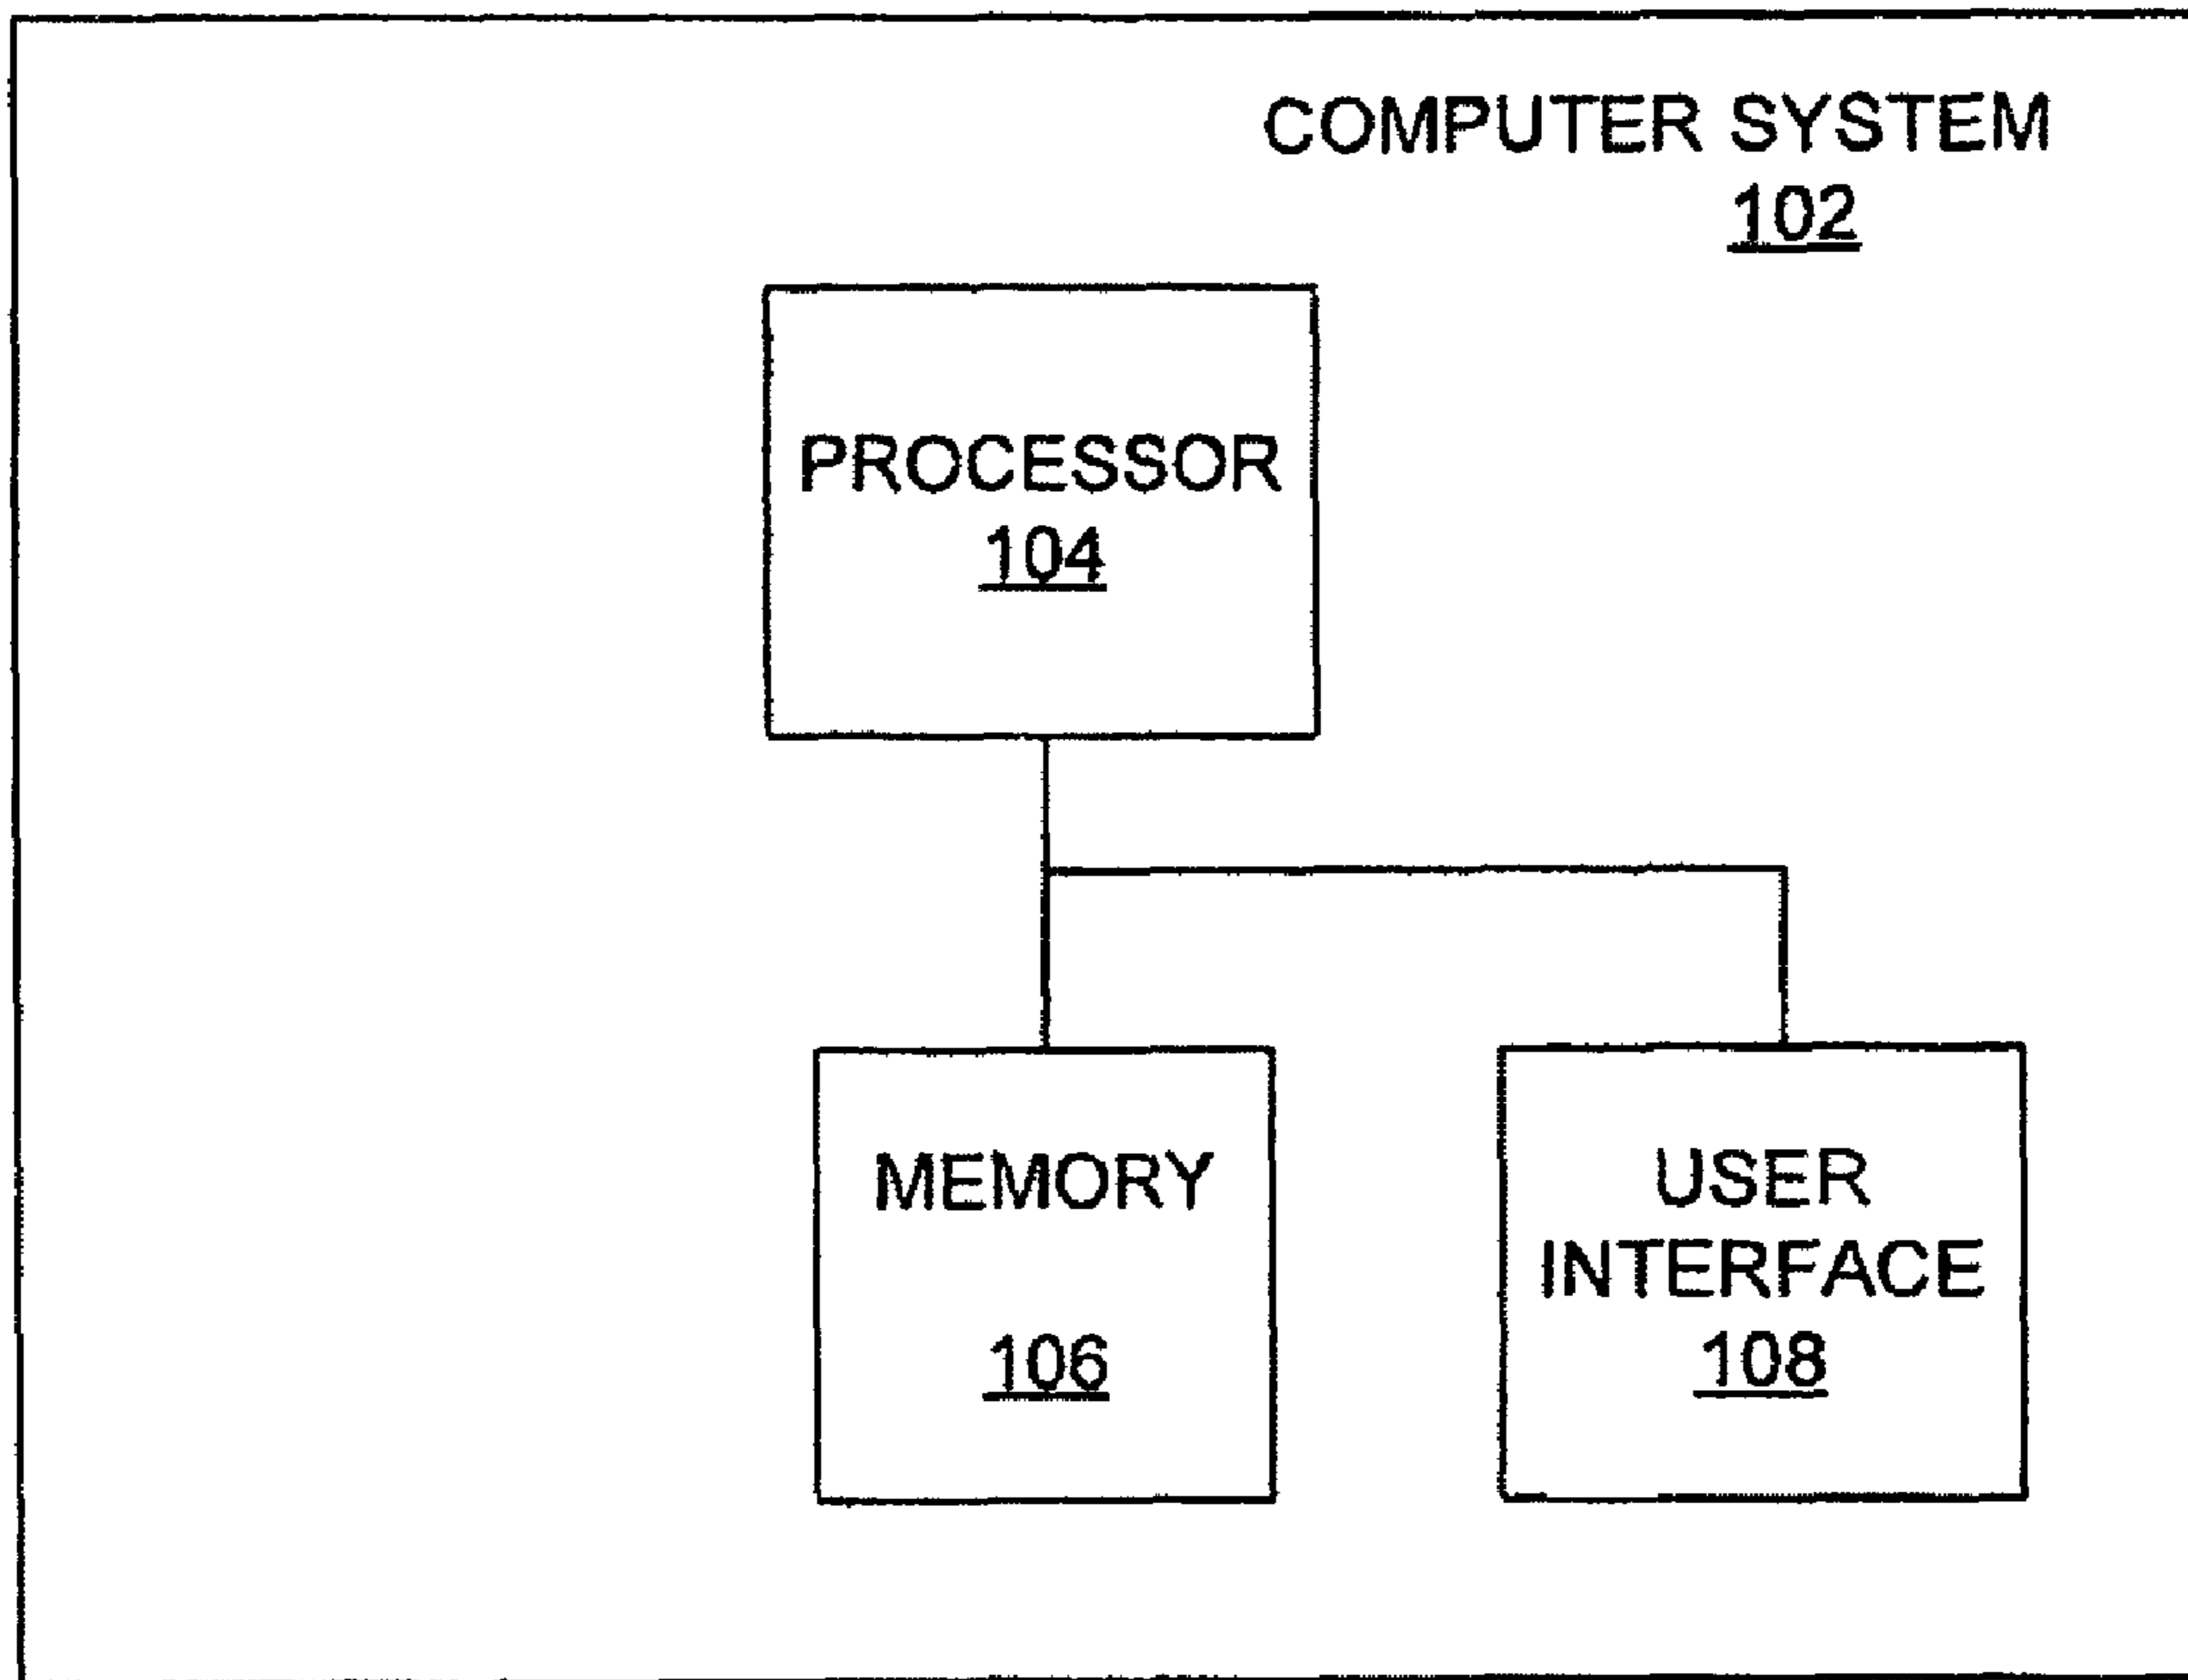 COMPUTER SYSTEM
102
PROCESSOR
104
MEMORY
106
USER
INTERFACE
108